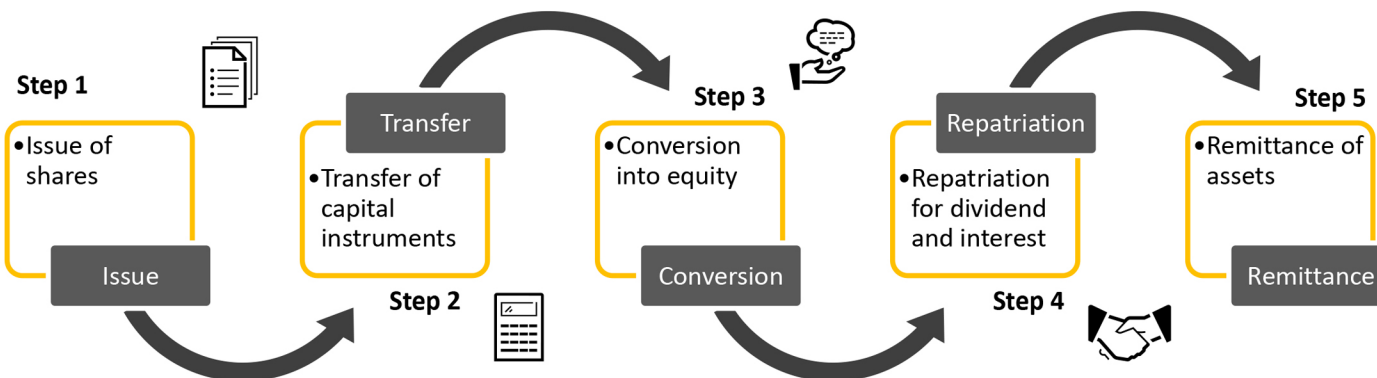 Step 1
•Issue of
shares
Issue
Transfer
•Transfer of
capital
instruments
Step 2
Step 3
•Conversion
into equity
Conversion
Repatriation
•Repatriation
for dividend
and interest
Step 4
Step 5
•Remittance of
assets
Remittance